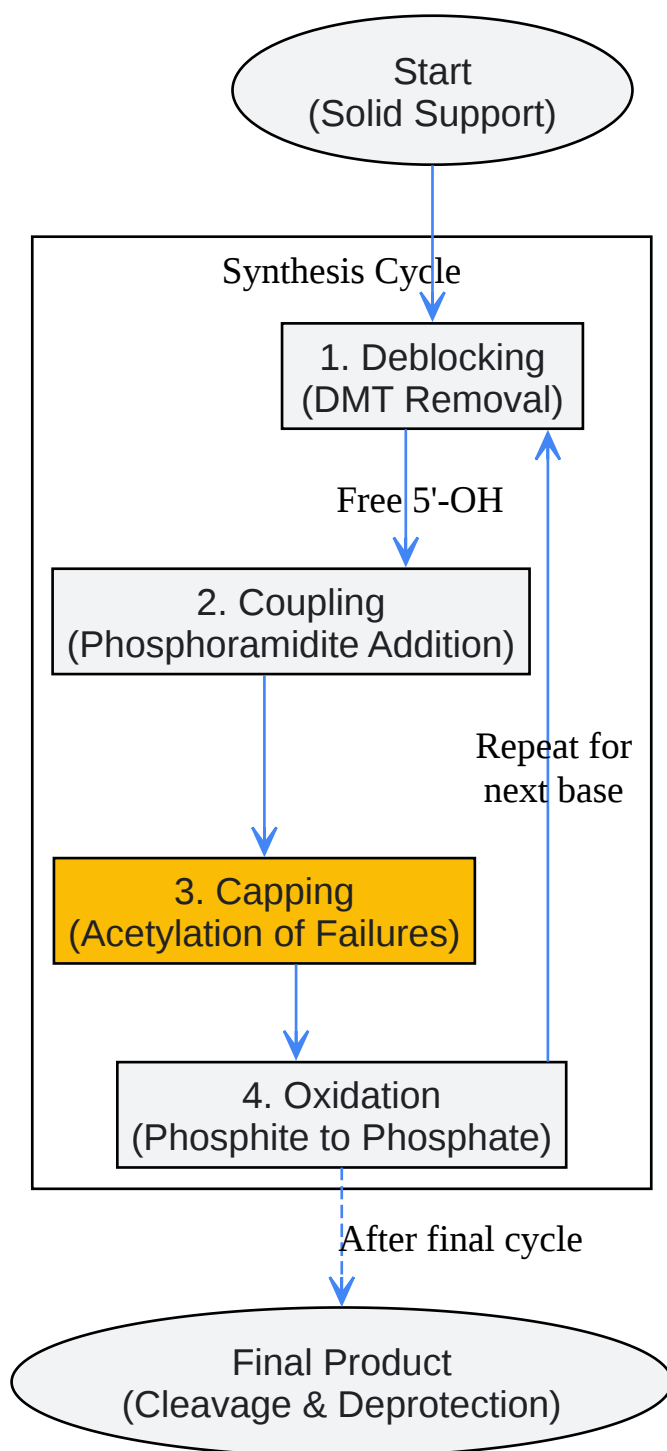 Start
(Solid Support)
Synthesis Cycle
1. Deblocking
(DMT Removal)
Free 5'-OH
2. Coupling
(Phosphoramidite Addition)
Repeat for
next base
3. Capping
(Acetylation of Failures)
4. Oxidation
(Phosphite to Phosphate)
After final cycle
Final Product
(Cleavage & Deprotection)